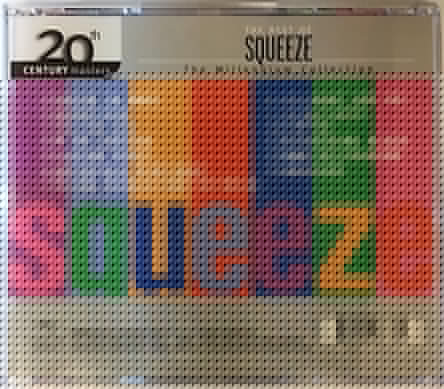 20th
CENTURY masters
THE BEST OF
SQUEEZE
The Millennium Collection
squeeze